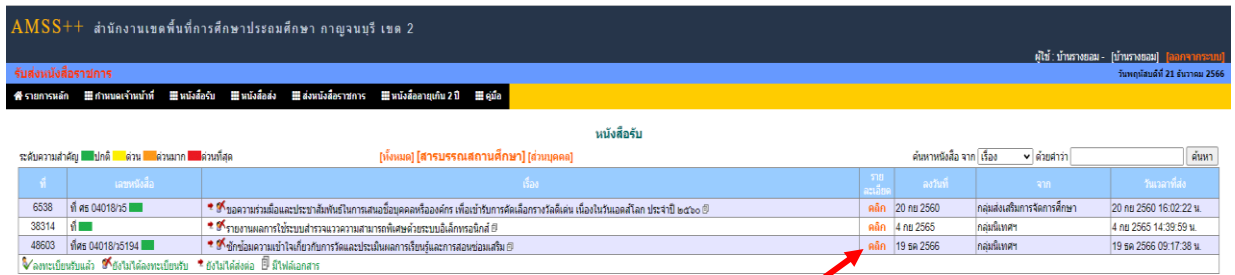 AMSS++ สำนักงานเขตพื้นที่การศึกษาประถมศึกษา กาญจนบุรี เขต 2
ผู้ใช้ : บ้านรางยอม - [บ้านรางยอม] [ออกจากระบบ]
รับส่งหนังสือราชการ วันพฤหัสบดีที่ 21 ธันวาคม 2566
รายการหลัก กำหนดเจ้าหน้าที่ หนังสือรับ หนังสือส่ง ส่งหนังสือราชการ หนังสืออายุเกิน 2 ปี คู่มือ
หนังสือรับ
ระดับความสำคัญ ปกติ ด่วน ด่วนมาก ด่วนที่สุด [ทั้งหมด] [สารบรรณสถานศึกษา] [ส่วนบุคคล] ค้นหาหนังสือ จาก เรื่อง ด้วยคำว่า ค้นหา
ที่ เลขหนังสือ เรื่อง รายละเอียด ลงวันที่ จาก วันเวลาที่ส่ง
6538 ที่ ศธ 04018/ว5 ขอความร่วมมือและประชาสัมพันธ์ในการเสนอชื่อบุคคลหรือองค์กร เพื่อเข้ารับการคัดเลือกรางวัลดีเด่น เนื่องในวันเอดส์โลก ประจำปี ๒๕๖๐ คลิก 20 กย 2560 กลุ่มส่งเสริมการจัดการศึกษา 20 กย 2560 16:02:22 น.
38314 ที่ รายงานผลการใช้ระบบสำรวจแววความสามารถพิเศษด้วยระบบอิเล็กทรอนิกส์ คลิก 4 กย 2565 กลุ่มนิเทศฯ 4 กย 2565 14:39:59 น.
48603 ที่ศธ 04018/ว5194 ซักซ้อมความเข้าใจเกี่ยวกับการวัดและประเมินผลการเรียนรู้และการสอนซ่อมเสริม คลิก 19 ธค 2566 กลุ่มนิเทศฯ 19 ธค 2566 09:17:38 น.
ลงทะเบียนรับแล้ว ยังไม่ได้ลงทะเบียนรับ ยังไม่ได้ส่งต่อ มีไฟล์เอกสาร